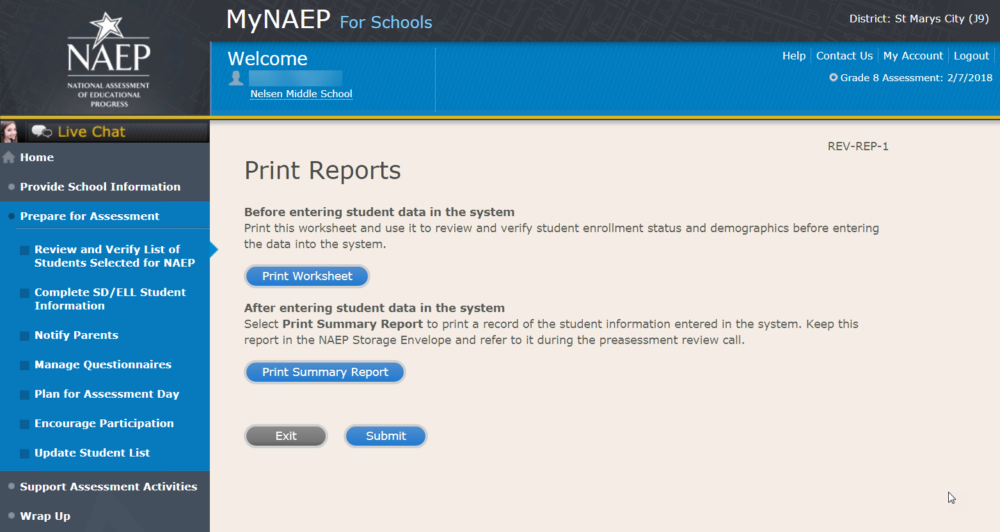 NAEP
NATIONAL ASSESSMENT
OF EDUCATIONAL
PROGRESS
MyNAEP For Schools
District: St Marys City (J9)
Welcome
Nelsen Middle School
Help Contact Us My Account Logout
Grade 8 Assessment: 2/7/2018
Live Chat
Home
Provide School Information
Prepare for Assessment
Review and Verify List of
Students Selected for NAEP
Complete SD/ELL Student
Information
Notify Parents
Manage Questionnaires
Plan for Assessment Day
Encourage Participation
Update Student List
Support Assessment Activities
Wrap Up
REV-REP-1
Print Reports
Before entering student data in the system
Print this worksheet and use it to review and verify student enrollment status and demographics before entering
the data into the system.
Print Worksheet
After entering student data in the system
Select Print Summary Report to print a record of the student information entered in the system. Keep this
report in the NAEP Storage Envelope and refer to it during the preasessment review call.
Print Summary Report
Exit Submit